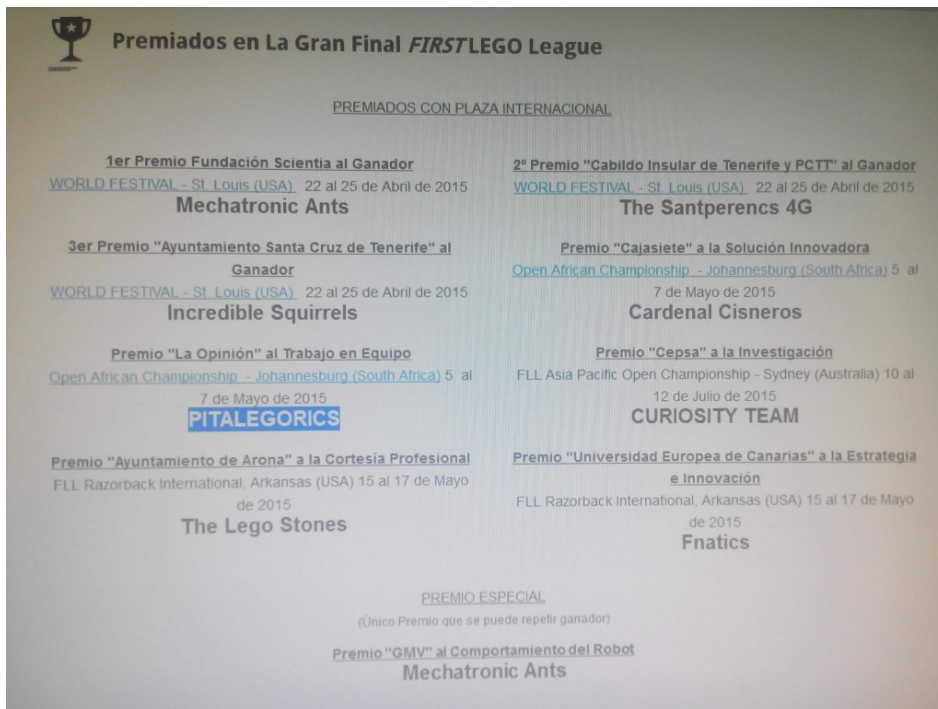 Premiados en La Gran Final FIRST LEGO League
PREMIADOS CON PLAZA INTERNACIONAL
1er Premio Fundación Scientia al Ganador
WORLD FESTIVAL - St. Louis (USA) 22 al 25 de Abril de 2015
Mechatronic Ants
2º Premio "Cabildo Insular de Tenerife y PCTT" al Ganador
WORLD FESTIVAL - St. Louis (USA) 22 al 25 de Abril de 2015
The Santperencs 4G
3er Premio "Ayuntamiento Santa Cruz de Tenerife" al
Ganador
WORLD FESTIVAL - St. Louis (USA) 22 al 25 de Abril de 2015
Incredible Squirrels
Premio "Cajasiete" a la Solución Innovadora
Open African Championship - Johannesburg (South Africa) 5 al
7 de Mayo de 2015
Cardenal Cisneros
Premio "La Opinión" al Trabajo en Equipo
Open African Championship - Johannesburg (South Africa) 5 al
7 de Mayo de 2015
PITALEGORICS
Premio "Cepsa" a la Investigación
FLL Asia Pacific Open Championship - Sydney (Australia) 10 al
12 de Julio de 2015
CURIOSITY TEAM
Premio "Ayuntamiento de Arona" a la Cortesía Profesional
FLL Razorback International, Arkansas (USA) 15 al 17 de Mayo
de 2015
The Lego Stones
Premio "Universidad Europea de Canarias" a la Estrategia
e Innovación
FLL Razorback International, Arkansas (USA) 15 al 17 de Mayo
de 2015
Fnatics
PREMIO ESPECIAL
(Único Premio que se puede repetir ganador)
Premio "GMV" al Comportamiento del Robot
Mechatronic Ants